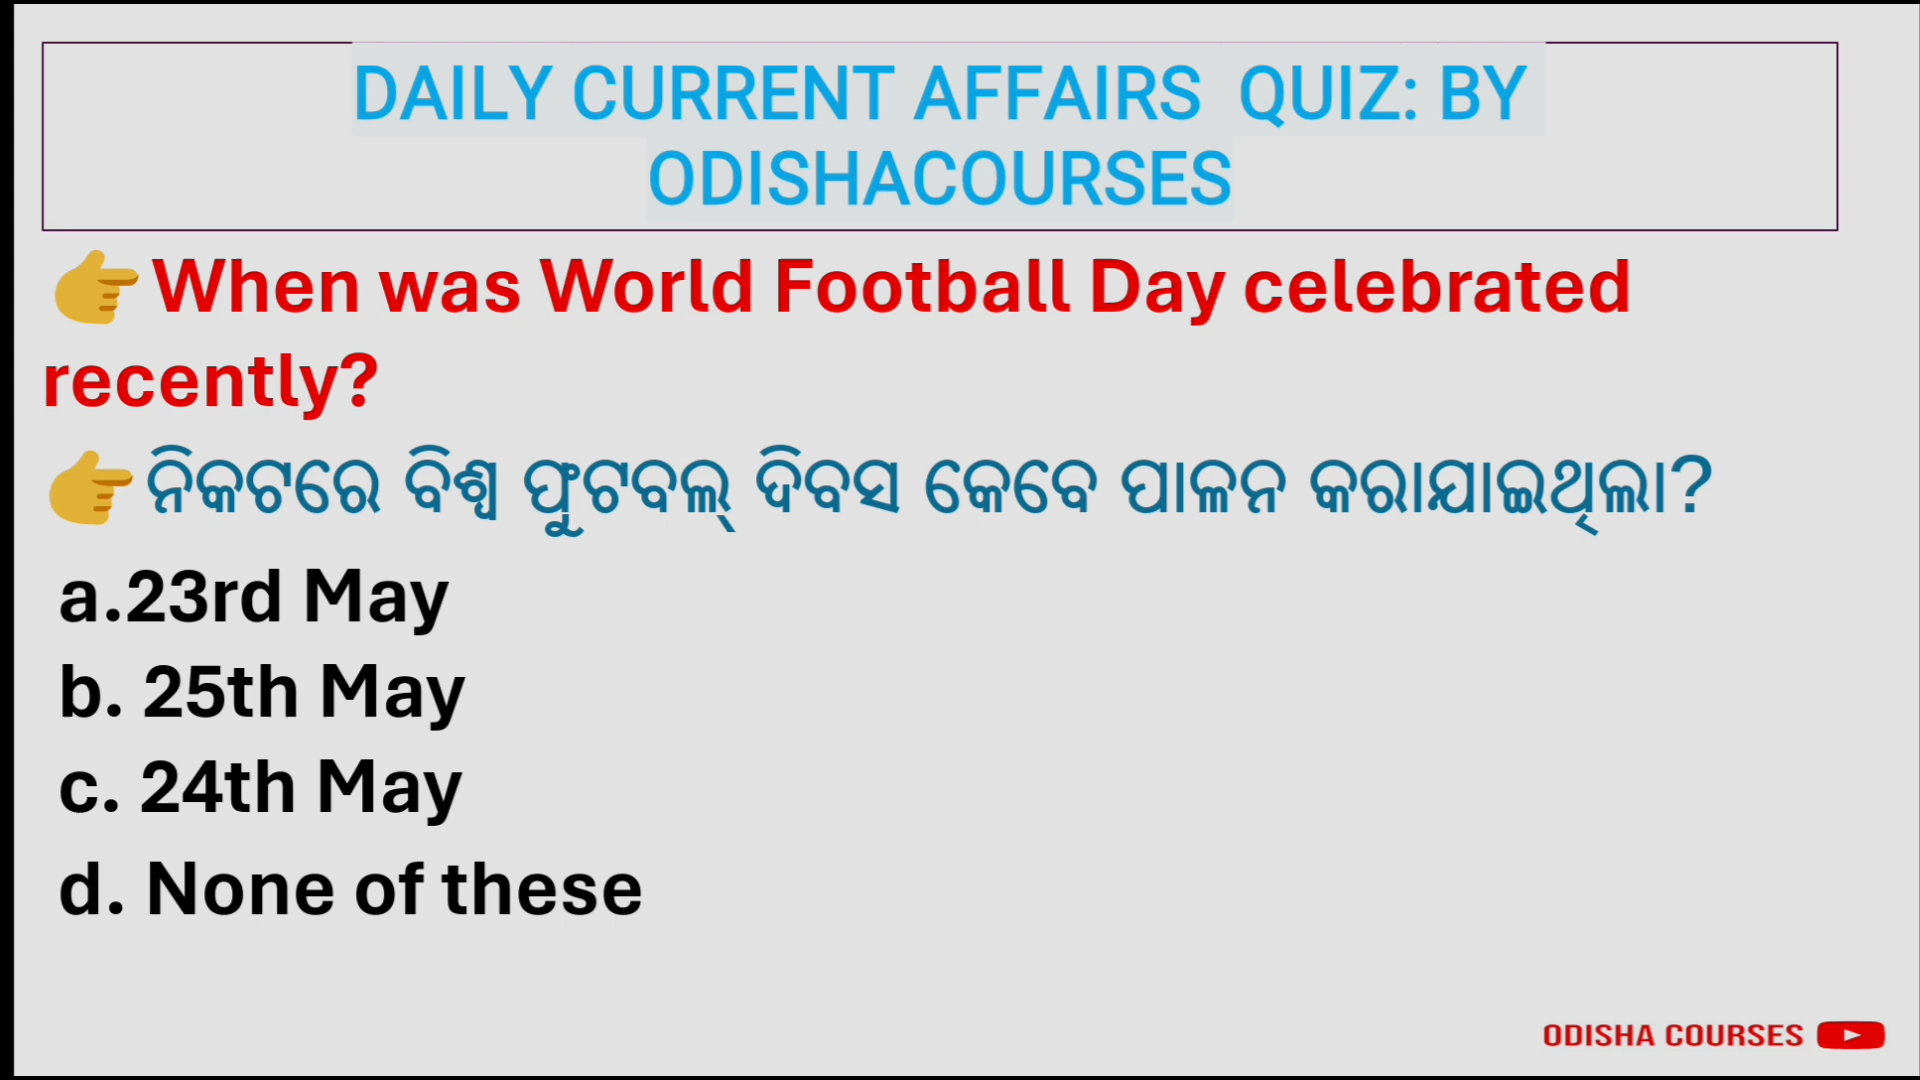 DAILY CURRENT AFFAIRS QUIZ: BY
ODISHACOURSES
👉When was World Football Day celebrated
recently?
👉ନିକଟରେ ବିଶ୍ୱ ଫୁଟବଲ୍ ଦିବସ କେବେ ପାଳନ କରାଯାଇଥିଲା?
a.23rd May
b. 25th May
c. 24th May
d. None of these
ODISHA COURSES